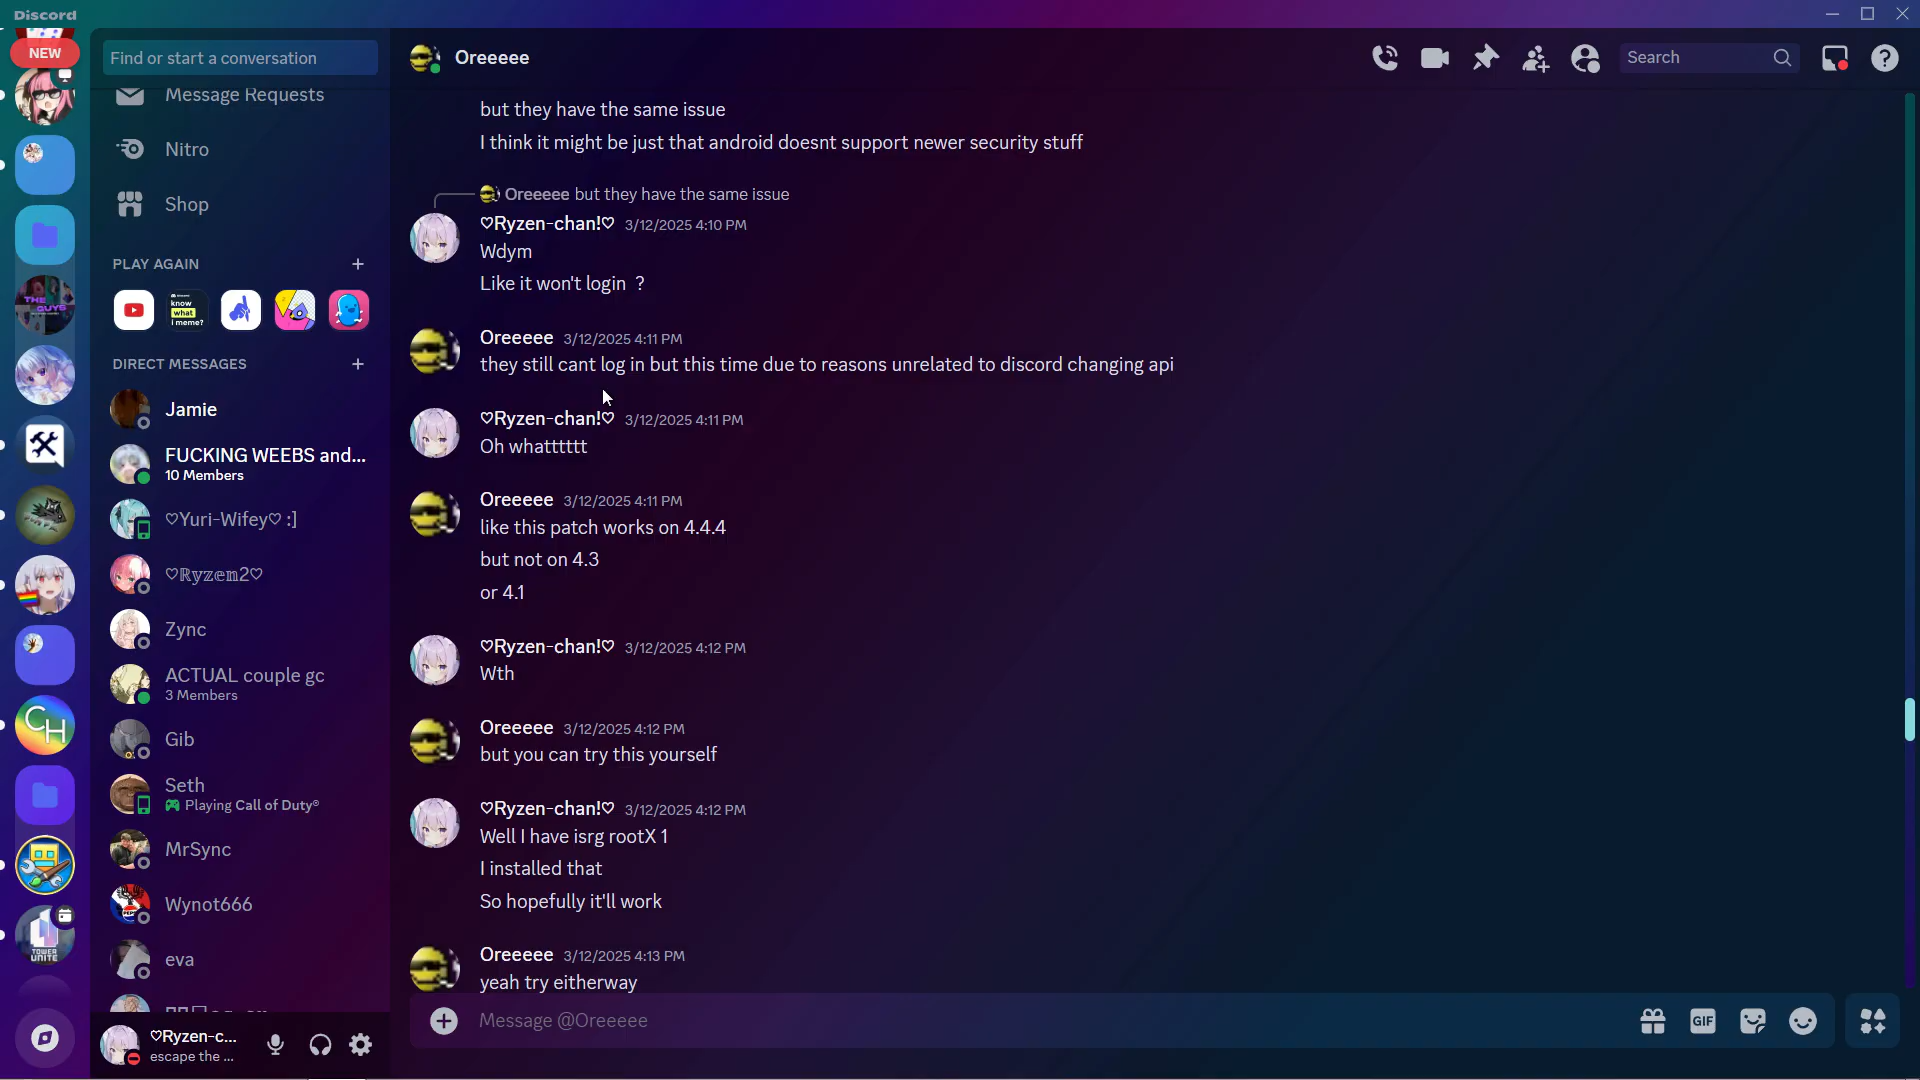 Discord
NEW
Find or start a conversation
Message Requests
Nitro
Shop
PLAY AGAIN
know
what
I meme?
DIRECT MESSAGES
Jamie
FUCKING WEEBS and...
10 Members
♡Yuri-Wifey♡ :]
♡ℝ𝕪𝕫𝕖𝕟2♡
Zync
ACTUAL couple gc
3 Members
Gib
Seth
Playing Call of Duty®
MrSync
Wynot666
eva
♡Ryzen-c...
escape the ...
THE
GUYS
CH
TOWER
UNITE
Oreeeee
Search
but they have the same issue
I think it might be just that android doesnt support newer security stuff
Oreeeee but they have the same issue
♡Ryzen-chan!♡ 3/12/2025 4:10 PM
Wdym
Like it won't login ?
Oreeeee 3/12/2025 4:11 PM
they still cant log in but this time due to reasons unrelated to discord changing api
♡Ryzen-chan!♡ 3/12/2025 4:11 PM
Oh whatttttt
Oreeeee 3/12/2025 4:11 PM
like this patch works on 4.4.4
but not on 4.3
or 4.1
♡Ryzen-chan!♡ 3/12/2025 4:12 PM
Wth
Oreeeee 3/12/2025 4:12 PM
but you can try this yourself
♡Ryzen-chan!♡ 3/12/2025 4:12 PM
Well I have isrg rootX 1
I installed that
So hopefully it'll work
Oreeeee 3/12/2025 4:13 PM
yeah try eitherway
Message @Oreeeee
GIF